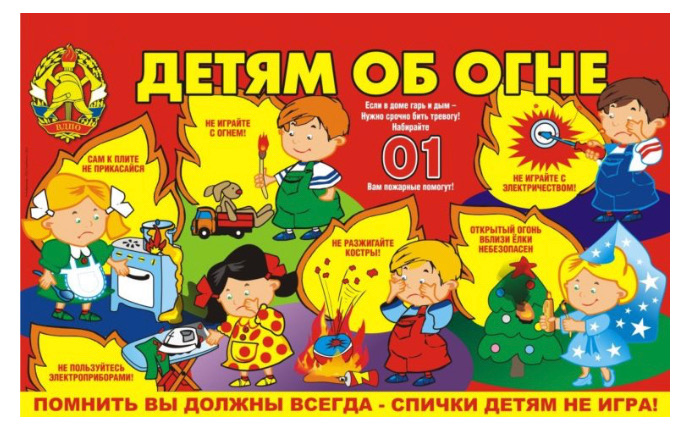 ДЕТЯМ ОБ ОГНЕ
ВДПО
Если в доме гарь и дым –
Нужно срочно бить тревогу!
Набирайте
01
Вам пожарные помогут!
НЕ ИГРАЙТЕ
С ОГНЕМ!
САМ К ПЛИТЕ
НЕ ПРИКАСАЙСЯ
НЕ ИГРАЙТЕ С
ЭЛЕКТРИЧЕСТВОМ!
НЕ РАЗЖИГАЙТЕ
КОСТРЫ!
ОТКРЫТЫЙ ОГОНЬ
ВБЛИЗИ ЁЛКИ
НЕБЕЗОПАСЕН
НЕ ПОЛЬЗУЙТЕСЬ
ЭЛЕКТРОПРИБОРАМИ!
ПОМНИТЬ ВЫ ДОЛЖНЫ ВСЕГДА - СПИЧКИ ДЕТЯМ НЕ ИГРА!